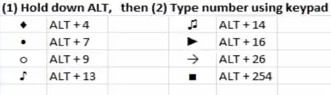 (1) Hold down ALT, then (2) Type number using keypad
♦ ALT + 4 ♫ ALT + 14
• ALT + 7 ► ALT + 16
○ ALT + 9 → ALT + 26
♪ ALT + 13 ■ ALT + 254